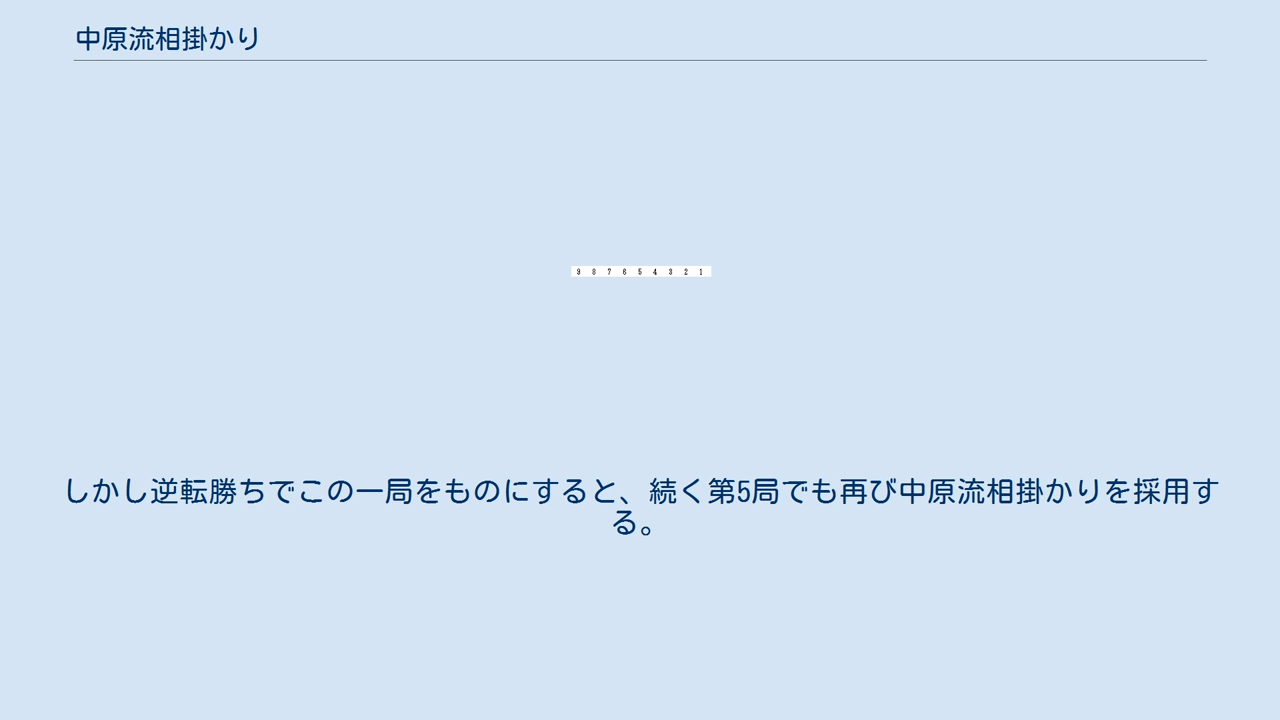 中原流相掛かり
9 8 7 6 5 4 3 2 1
しかし逆転勝ちでこの一局をものにすると、続く第5局でも再び中原流相掛かりを採用す
る。